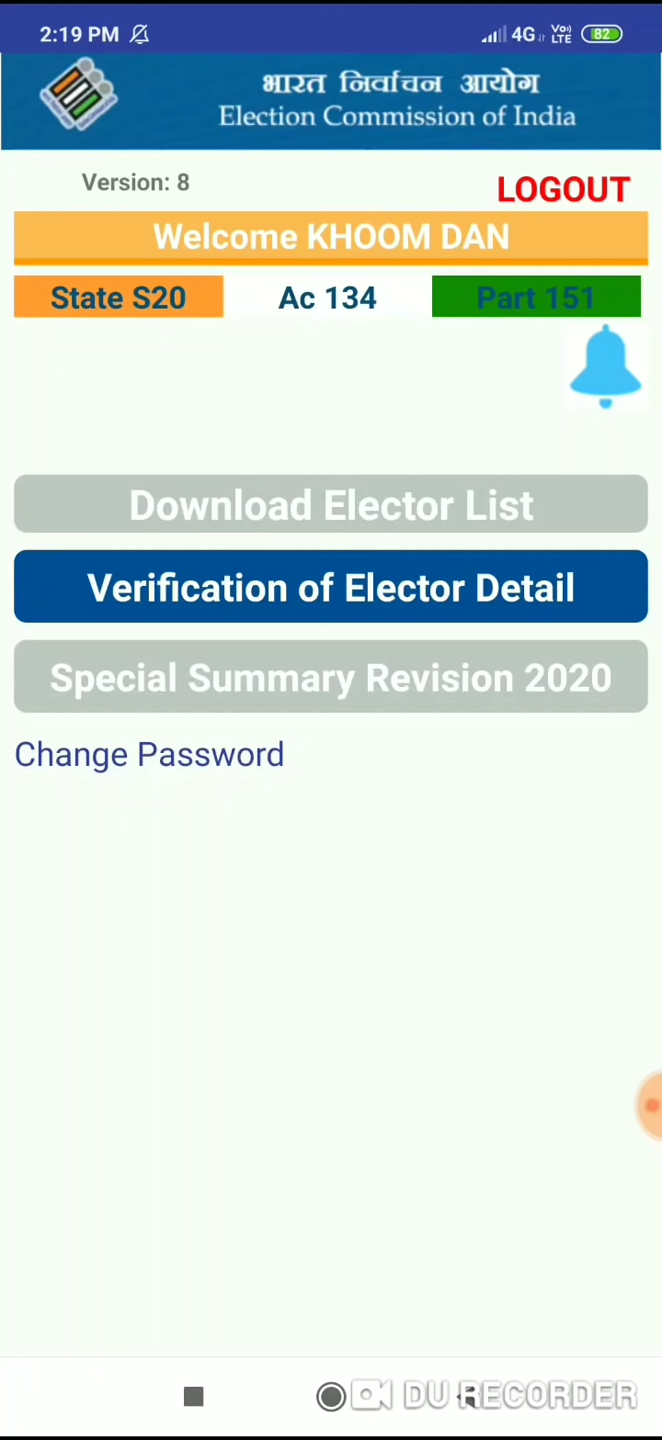 2:19 PM 4G Vo) LTE 82
भारत निर्वाचन आयोग
Election Commission of India
Version: 8
LOGOUT
Welcome KHOOM DAN
State S20 Ac 134 Part 151
Download Elector List
Verification of Elector Detail
Special Summary Revision 2020
Change Password
DU RECORDER